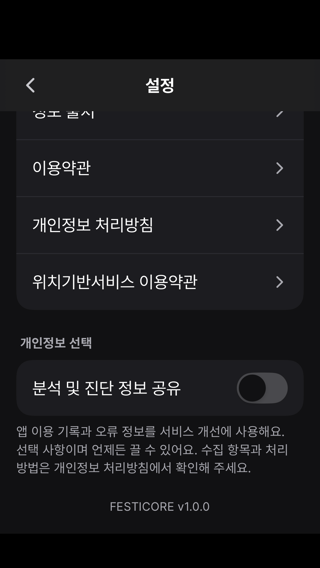 설정
정보 출처
이용약관
개인정보 처리방침
위치기반서비스 이용약관
개인정보 선택
분석 및 진단 정보 공유
앱 이용 기록과 오류 정보를 서비스 개선에 사용해요.
선택 사항이며 언제든 끌 수 있어요. 수집 항목과 처리
방법은 개인정보 처리방침에서 확인해 주세요.
FESTICORE v1.0.0